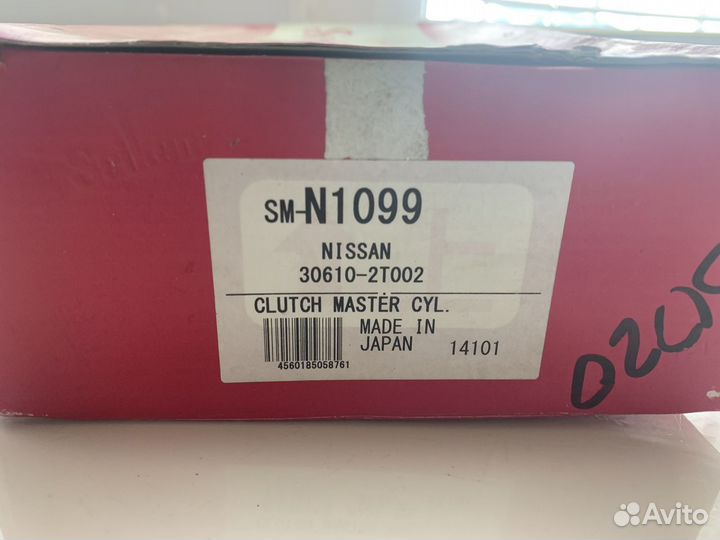 SM-N1099
NISSAN
30610-2T002
CLUTCH MASTER CYL.
MADE IN
JAPAN 14101
4560185058761
Avito